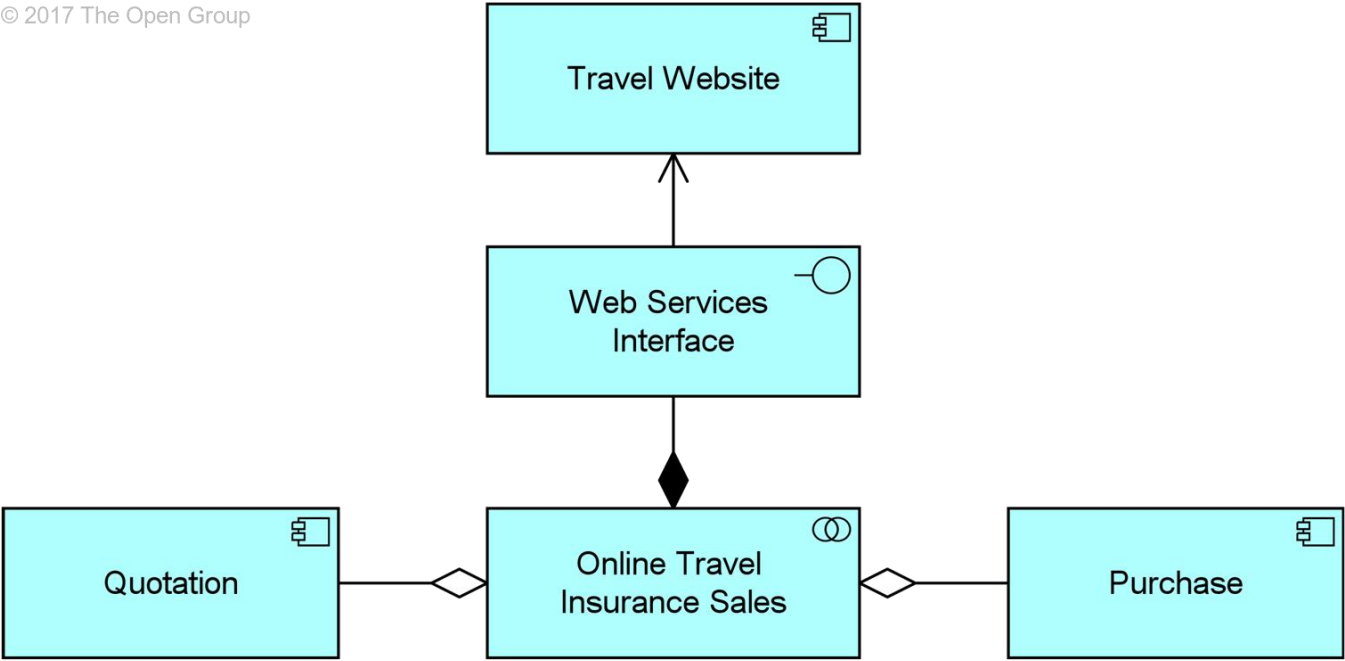 © 2017 The Open Group
Travel Website
Web Services
Interface
Quotation
Online Travel
Insurance Sales
Purchase